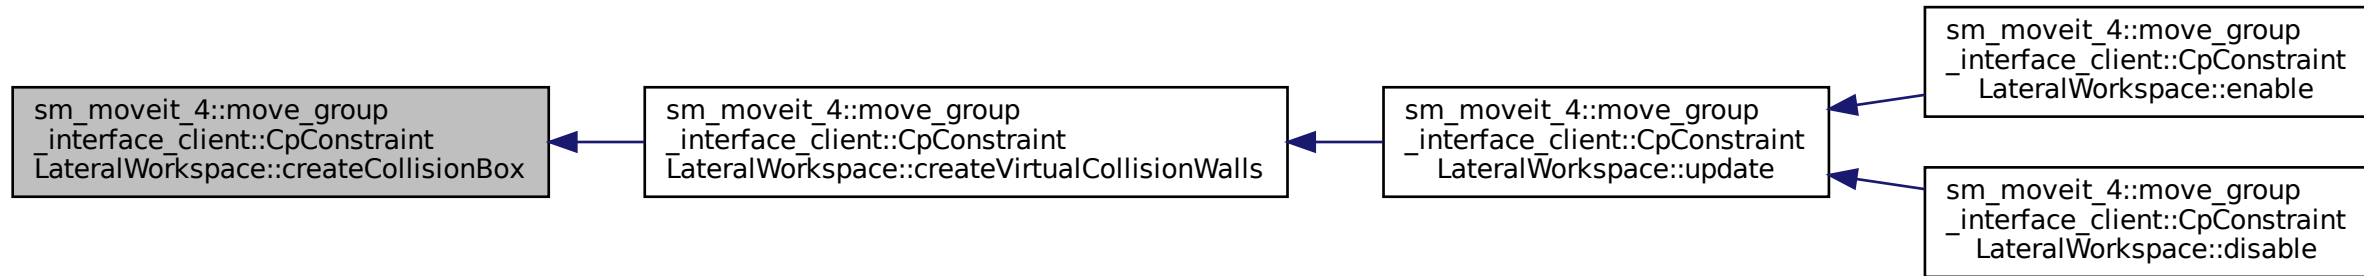 sm_moveit_4::move_group
_interface_client::CpConstraint
LateralWorkspace::createCollisionBox
sm_moveit_4::move_group
_interface_client::CpConstraint
LateralWorkspace::createVirtualCollisionWalls
sm_moveit_4::move_group
_interface_client::CpConstraint
LateralWorkspace::update
sm_moveit_4::move_group
_interface_client::CpConstraint
LateralWorkspace::enable
sm_moveit_4::move_group
_interface_client::CpConstraint
LateralWorkspace::disable